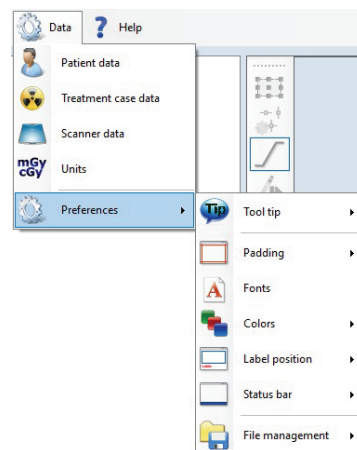 Data ? Help
Patient data
Treatment case data
Scanner data
mGy
cGy Units
Preferences
Tip Tool tip
Padding
Fonts
Colors
Label position
Status bar
File management